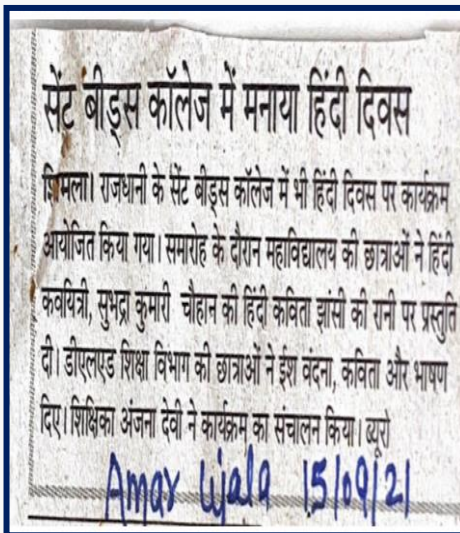 सेंट बीड्स कॉलेज में मनाया हिंदी दिवस
शिमला। राजधानी के सेंट बीड्स कॉलेज में भी हिंदी दिवस पर कार्यक्रम
आयोजित किया गया। समारोह के दौरान महाविद्यालय की छात्राओं ने हिंदी
कवयित्री, सुभद्रा कुमारी चौहान की हिंदी कविता झांसी की रानी पर प्रस्तुति
दी। डीएलएड शिक्षा विभाग की छात्राओं ने ईश वंदना, कविता और भाषण
दिए। शिक्षिका अंजना देवी ने कार्यक्रम का संचालन किया। ब्यूरो
Amar Ujala 15/09/21